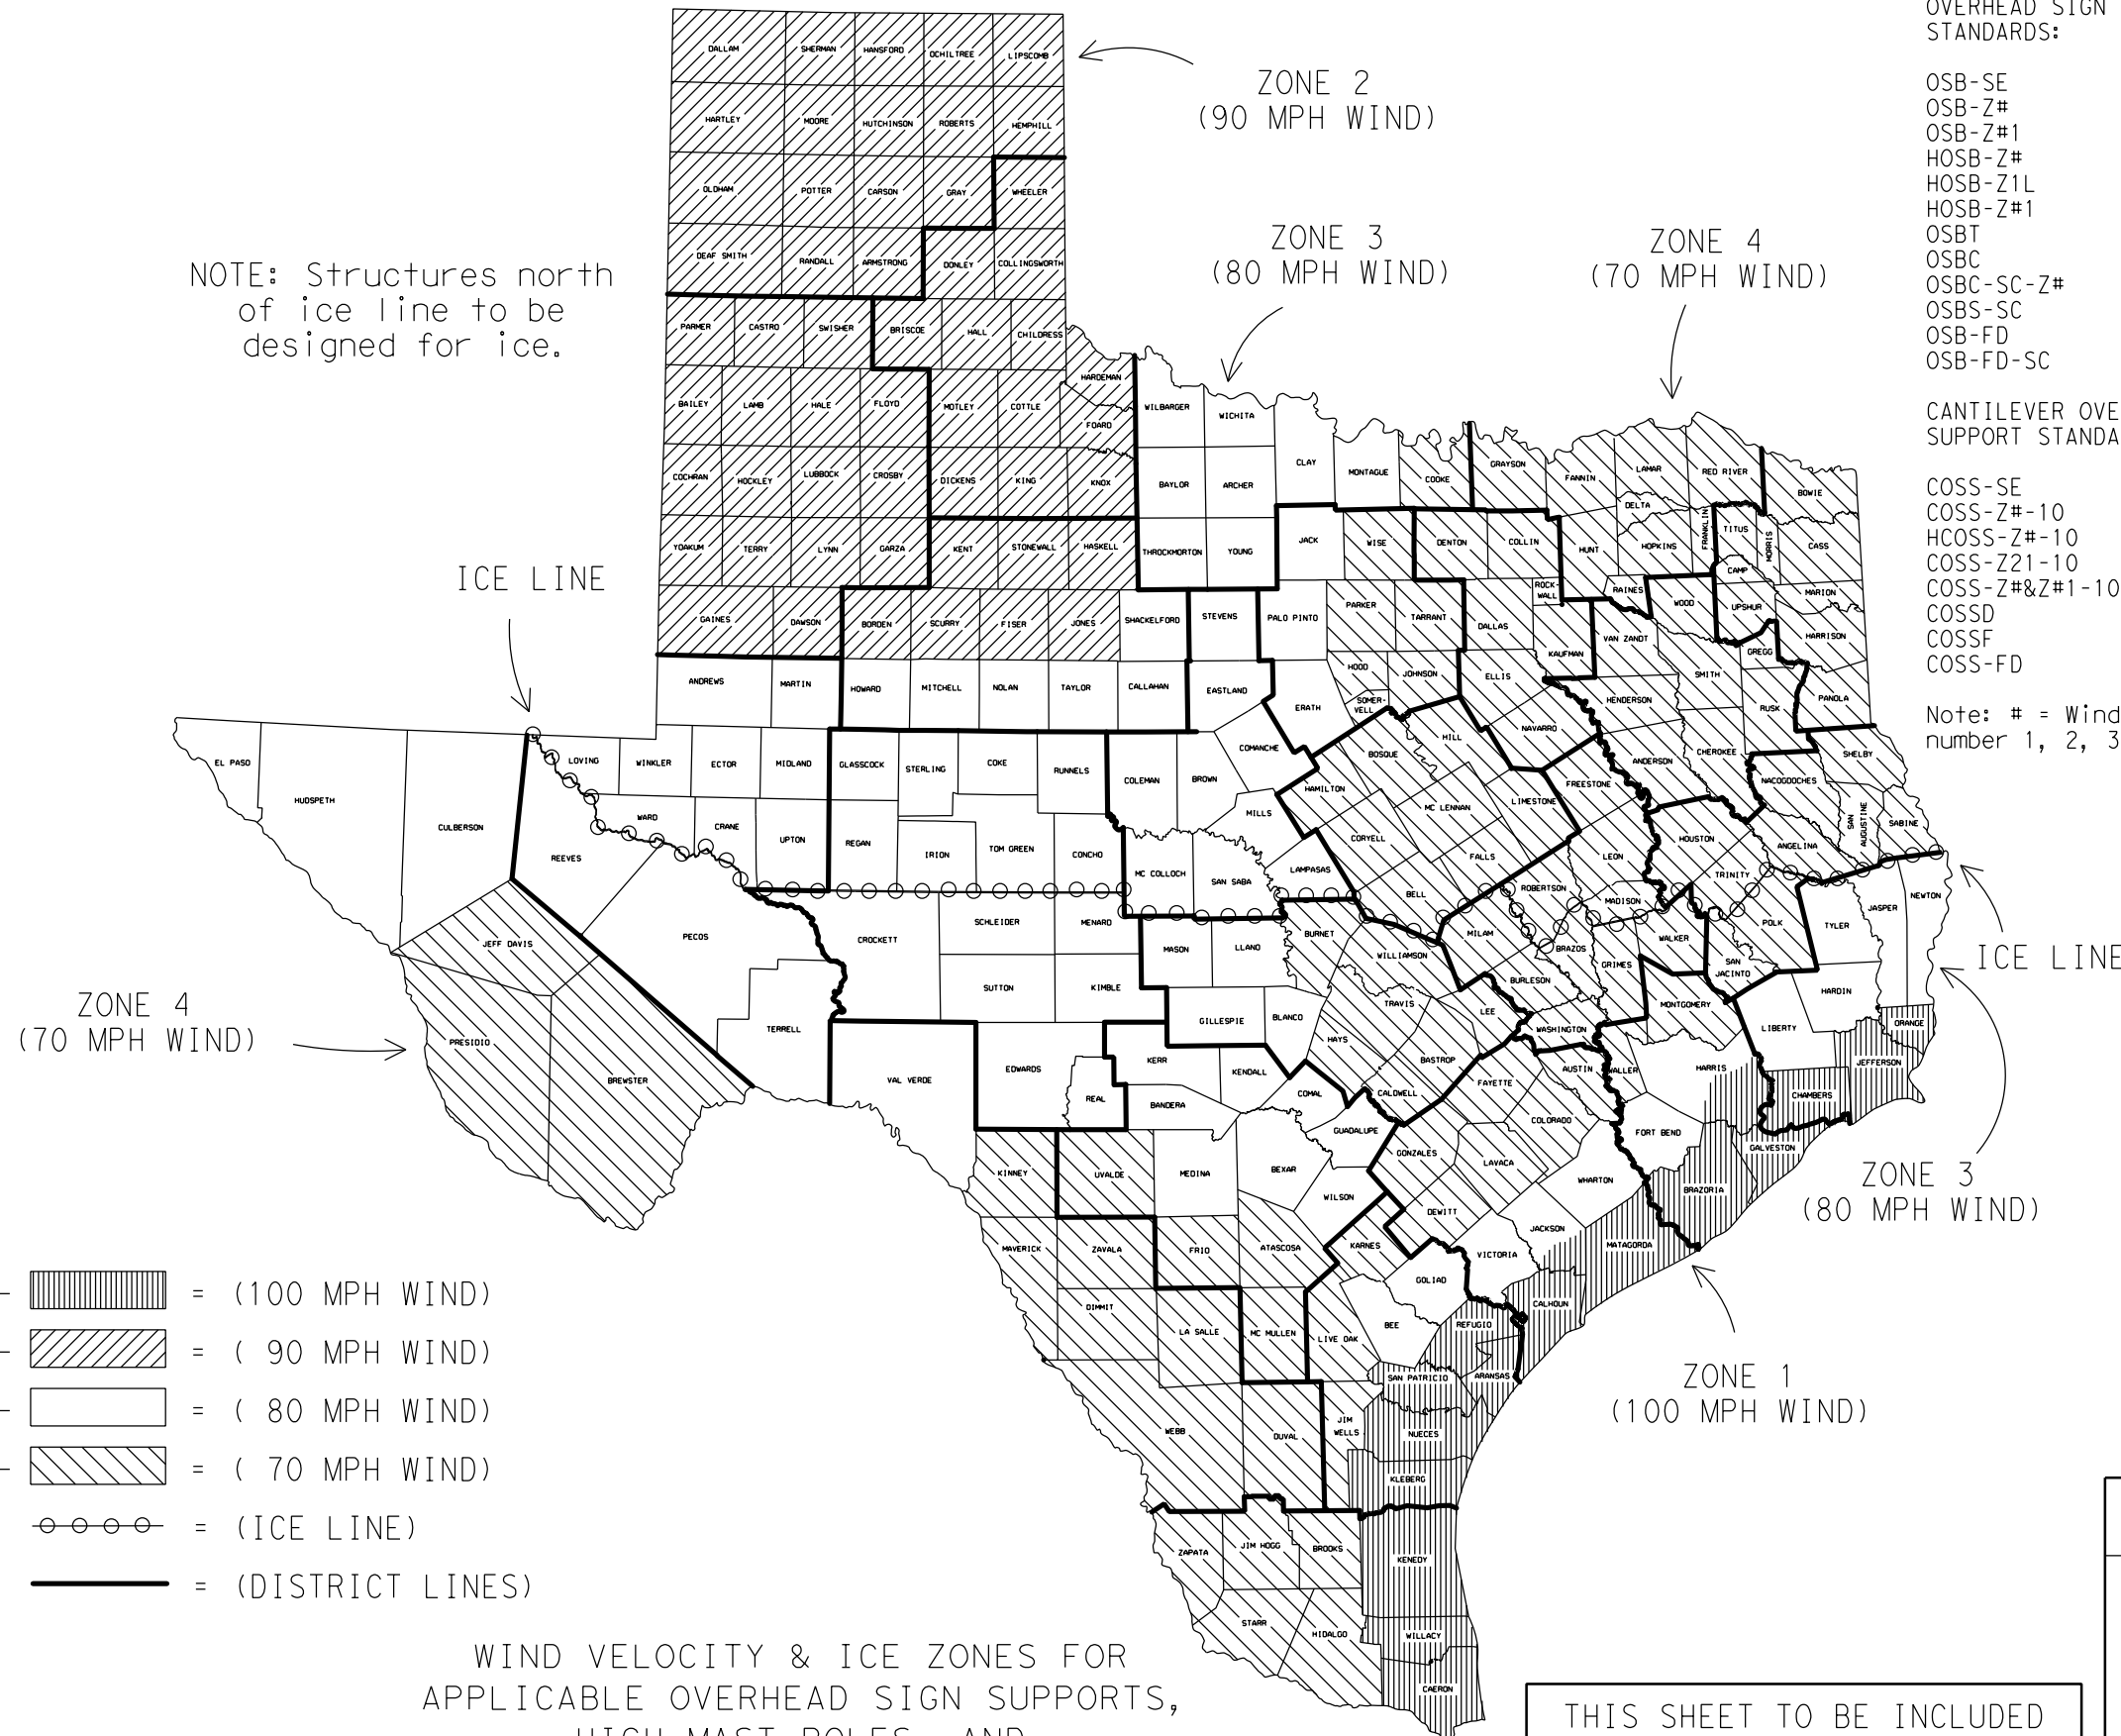 OVERHEAD SIGN
STANDARDS:
OSB-SE
OSB-Z#
OSB-Z#1
HOSB-Z#
HOSB-Z1L
HOSB-Z#1
OSBT
OSBC
OSBC-SC-Z#
OSBS-SC
OSB-FD
OSB-FD-SC
CANTILEVER OVE
SUPPORT STANDA
COSS-SE
COSS-Z#-10
HCOSS-Z#-10
COSS-Z21-10
COSS-Z#&Z#1-10
COSSD
COSSF
COSS-FD
Note: # = Wind
number 1, 2, 3
ZONE 2
(90 MPH WIND)
ZONE 3
(80 MPH WIND)
ZONE 4
(70 MPH WIND)
NOTE: Structures north
of ice line to be
designed for ice.
ICE LINE
DALLAM SHERMAN HANSFORD OCHILTREE LIPSCOMB
HARTLEY MOORE HUTCHINSON ROBERTS HEMPHILL
OLDHAM POTTER CARSON GRAY WHEELER
DEAF SMITH RANDALL ARMSTRONG DONLEY COLLINGSWORTH
PARMER CASTRO SWISHER BRISCOE HALL CHILDRESS
HARDEMAN
BAILEY LAMB HALE FLOYD MOTLEY COTTLE WILBARGER WICHITA
FOARD
CLAY MONTAGUE COOKE GRAYSON FANNIN LAMAR RED RIVER BOWIE
COCHRAN HOCKLEY LUBBOCK CROSBY DICKENS KING KNOX BAYLOR ARCHER
DELTA FRANKLIN TITUS MORRIS CASS
YOAKUM TERRY LYNN GARZA KENT STONEWALL HASKELL THROCKMORTON YOUNG JACK WISE DENTON COLLIN HUNT HOPKINS
CAMP
ROCK-
WALL
RAINES WOOD UPSHUR MARION
GAINES DAWSON BORDEN SCURRY FISER JONES SHACKELFORD STEVENS PALO PINTO PARKER TARRANT DALLAS
KAUFMAN VAN ZANDT GREGG HARRISON
ANDREWS MARTIN HOWARD MITCHELL NOLAN TAYLOR CALLAHAN EASTLAND ERATH HOOD JOHNSON ELLIS
SOMER-
VELL
HENDERSON SMITH RUSK PANOLA
NAVARRO HILL BOSQUE COMANCHE
EL PASO HUDSPETH CULBERSON LOVING WINKLER ECTOR MIDLAND GLASSCOCK STERLING COKE RUNNELS COLEMAN BROWN
ANDERSON CHEROKEE NACOGDOCHES SHELBY
HAMILTON MC LENNAN LIMESTONE FREESTONE
SAN
AUGUSTINE
SABINE
REEVES WARD CRANE UPTON REGAN IRION TOM GREEN CONCHO MILLS CORYELL FALLS LEON HOUSTON ANGELINA
MC COLLOCH SAN SABA LAMPASAS BELL ROBERTSON MADISON TRINITY
NEWTON JASPER TYLER POLK
ICE LINE
JEFF DAVIS PECOS CROCKETT SCHLEIDER MENARD MASON LLANO BURNET WILLIAMSON MILAM BRAZOS GRIMES WALKER
SAN
JACINTO
HARDIN
SUTTON KIMBLE GILLESPIE BLANCO TRAVIS BURLESON LEE WASHINGTON MONTGOMERY LIBERTY ORANGE
ZONE 4
(70 MPH WIND)
PRESIDIO BREWSTER TERRELL VAL VERDE EDWARDS REAL KERR KENDALL BANDERA COMAL HAYS BASTROP CALDWELL FAYETTE AUSTIN WALLER HARRIS JEFFERSON
CHAMBERS
GUADALUPE COLORADO FORT BEND GALVESTON
KINNEY UVALDE MEDINA BEXAR WILSON GONZALES LAVACA WHARTON BRAZORIA
ZONE 3
(80 MPH WIND)
MAVERICK ZAVALA FRIO ATASCOSA KARNES DEWITT VICTORIA JACKSON MATAGORDA
GOLIAD
DIMMIT LA SALLE MC MULLEN LIVE OAK BEE REFUGIO CALHOUN
SAN PATRICIO ARANSAS
WEBB DUVAL
JIM
WELLS
NUECES
KLEBERG
ZONE 1
(100 MPH WIND)
ZAPATA JIM HOGG BROOKS KENEDY
STARR HIDALGO WILLACY
CAERON
= (100 MPH WIND)
= ( 90 MPH WIND)
= ( 80 MPH WIND)
= ( 70 MPH WIND)
= (ICE LINE)
= (DISTRICT LINES)
WIND VELOCITY & ICE ZONES FOR
APPLICABLE OVERHEAD SIGN SUPPORTS,
HIGH MAST POLES, AND
THIS SHEET TO BE INCLUDED